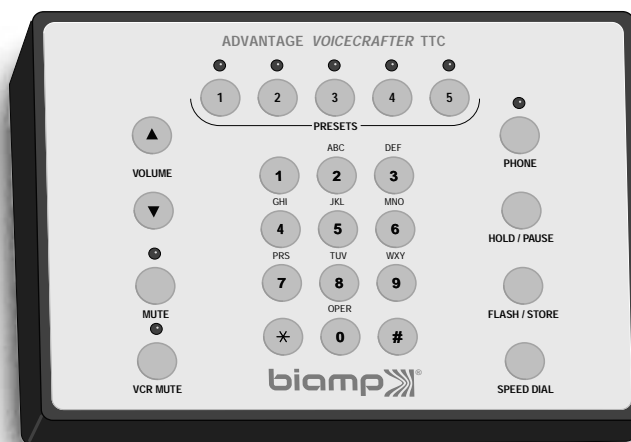 ADVANTAGE VOICECRAFTER TTC
1 2 3 4 5
PRESETS
▲
VOLUME
▼
MUTE
VCR MUTE
ABC DEF
1 2 3
GHI JKL MNO
4 5 6
PRS TUV WXY
7 8 9
OPER
* 0 #
biamp®
PHONE
HOLD / PAUSE
FLASH / STORE
SPEED DIAL